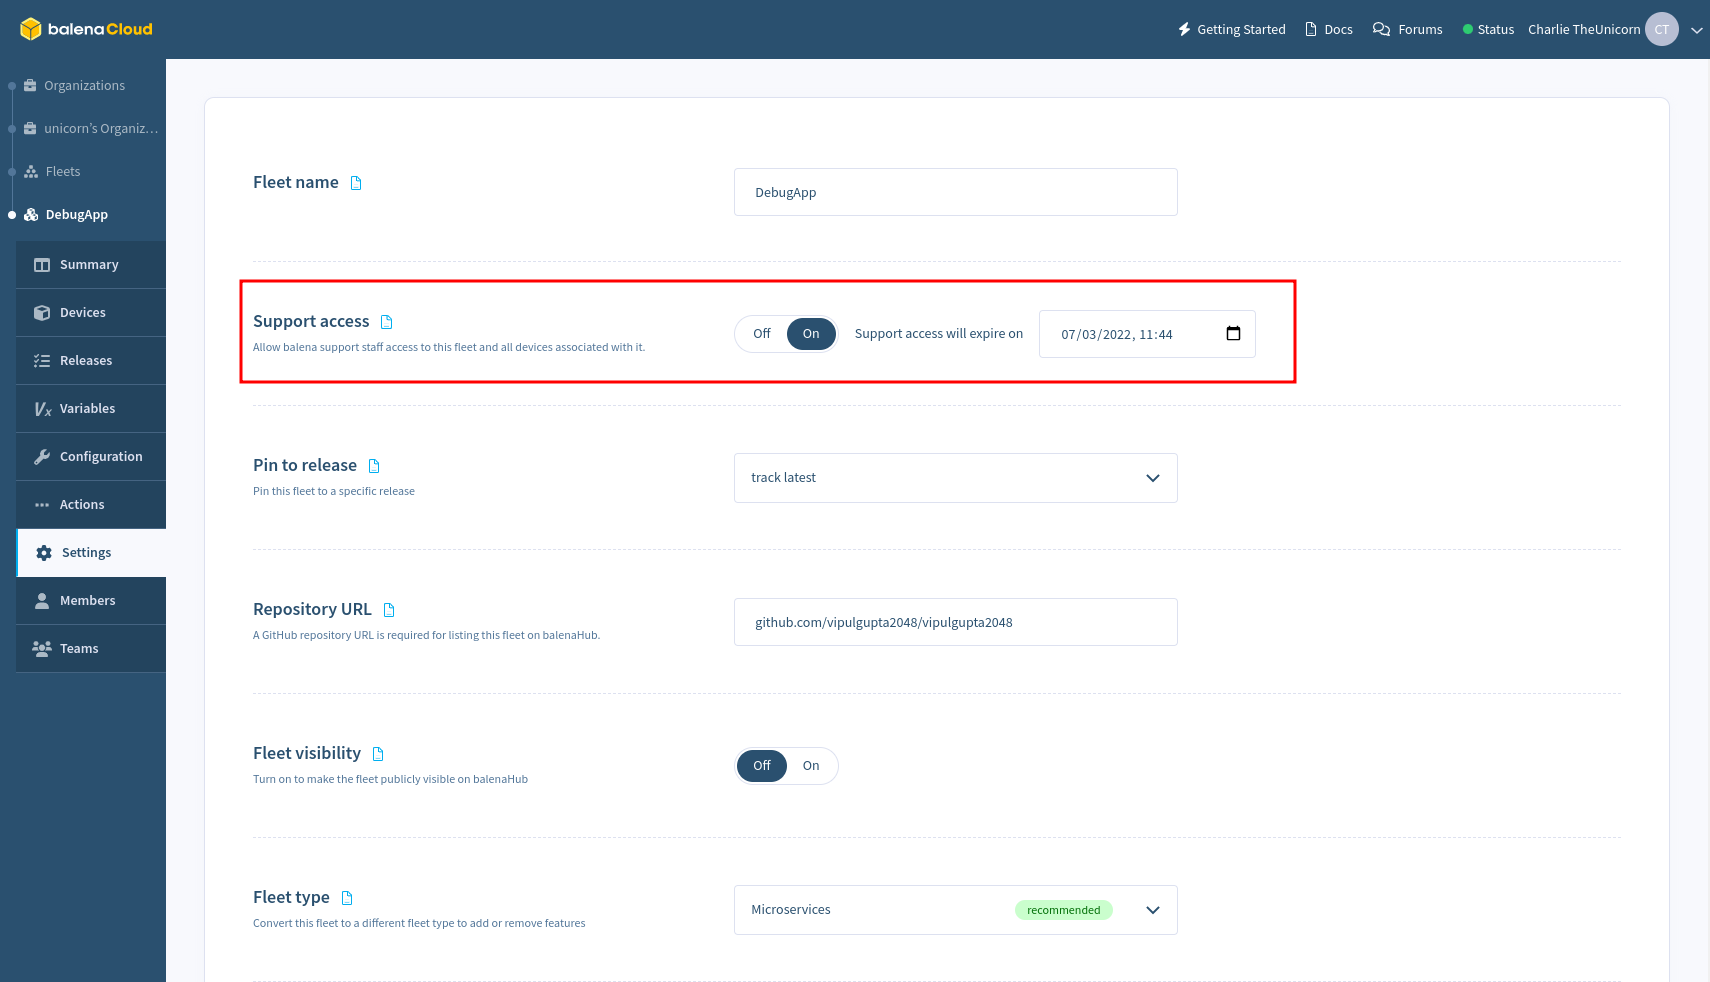 balenaCloud
Getting Started
Docs
Forums
Status
Charlie TheUnicorn
CT
Organizations
unicorn's Organiz...
Fleets
DebugApp
Summary
Devices
Releases
Variables
Configuration
Actions
Settings
Members
Teams
Fleet name
DebugApp
Support access
Allow balena support staff access to this fleet and all devices associated with it.
Off On
Support access will expire on
07/03/2022, 11:44
Pin to release
Pin this fleet to a specific release
track latest
Repository URL
A GitHub repository URL is required for listing this fleet on balenaHub.
github.com/vipulgupta2048/vipulgupta2048
Fleet visibility
Turn on to make the fleet publicly visible on balenaHub
Off On
Fleet type
Convert this fleet to a different fleet type to add or remove features
Microservices
recommended